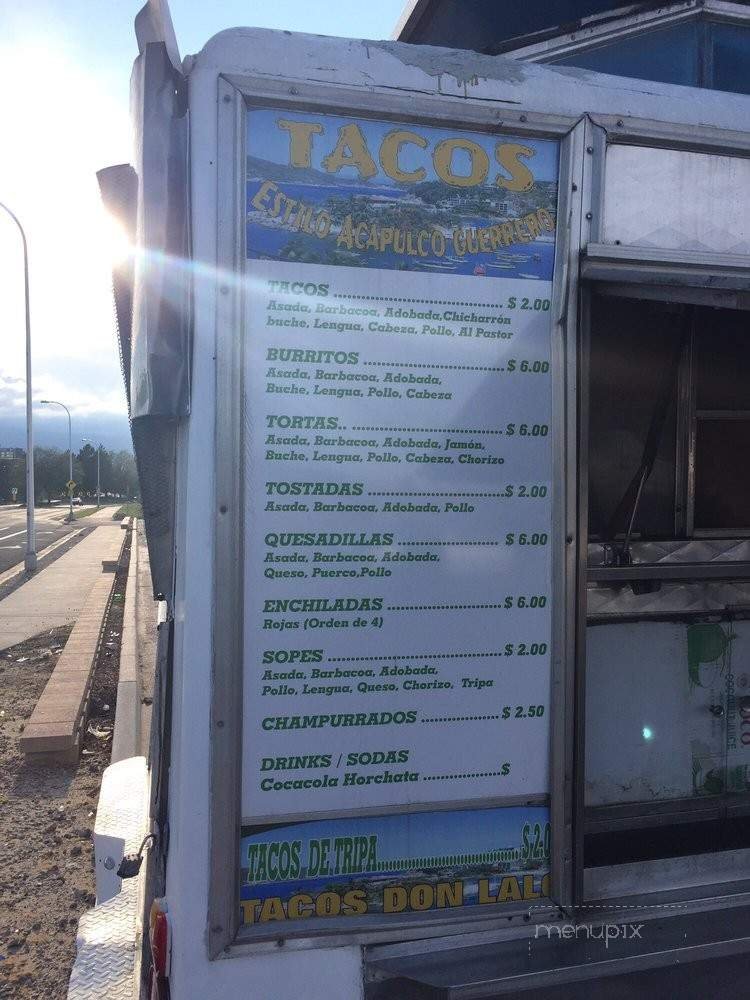 TACOS
ESTILO ACAPULCO GUERRERO
TACOS ........................................ $ 2.00
Asada, Barbacoa, Adobada,Chicharrón
buche, Lengua, Cabeza, Pollo, Al Pastor
BURRITOS .................................. $ 6.00
Asada, Barbacoa, Adobada,
Buche, Lengua, Pollo, Cabeza
TORTAS.. .................................... $ 6.00
Asada, Barbacoa, Adobada, Jamón,
Buche, Lengua, Pollo, Cabeza, Chorizo
TOSTADAS .................................$ 2.00
Asada, Barbacoa, Adobada, Pollo
QUESADILLAS ........................ $ 6.00
Asada, Barbacoa, Adobada,
Queso, Puerco,Pollo
ENCHILADAS ........................... $ 6.00
Rojas (Orden de 4)
SOPES .......................................... $ 2.00
Asada, Barbacoa, Adobada,
Pollo, Lengua, Queso, Chorizo, Tripa
CHAMPURRADOS .................. $ 2.50
DRINKS / SODAS
Cocacola Horchata ..................$
TACOS DE TRIPA.......................................$2.0
TACOS DON LALO
menupix